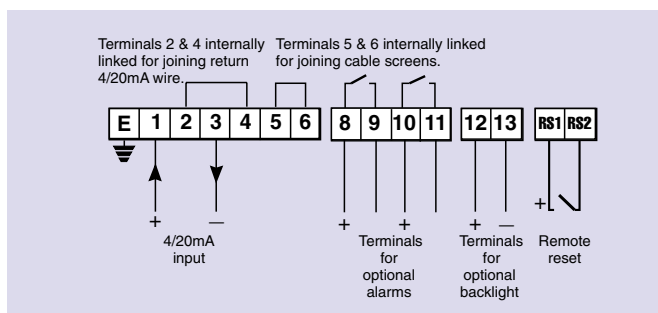 Terminals 2 & 4 internally
linked for joining return
4/20mA wire.
Terminals 5 & 6 internally linked
for joining cable screens.
E 1 2 3 4 5 6 8 9 10 11 12 13 RS1 RS2
+ — + + + — +
4/20mA
input
Terminals
for
optional
alarms
Terminals
for
optional
backlight
Remote
reset